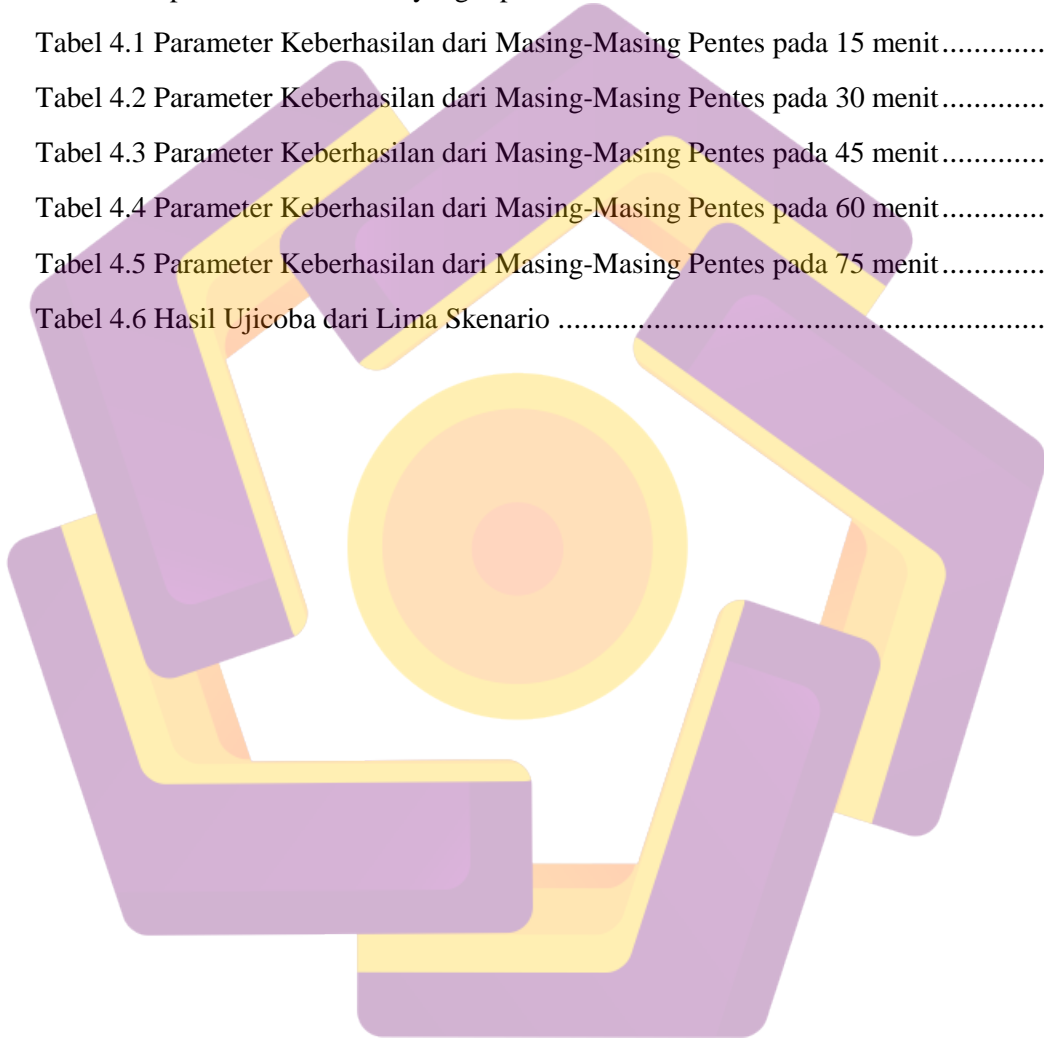 Tabel 4.1 Parameter Keberhasilan dari Masing-Masing Pentes pada 15 menit.............
Tabel 4.2 Parameter Keberhasilan dari Masing-Masing Pentes pada 30 menit.............
Tabel 4.3 Parameter Keberhasilan dari Masing-Masing Pentes pada 45 menit.............
Tabel 4.4 Parameter Keberhasilan dari Masing-Masing Pentes pada 60 menit.............
Tabel 4.5 Parameter Keberhasilan dari Masing-Masing Pentes pada 75 menit.............
Tabel 4.6 Hasil Ujicoba dari Lima Skenario ..............................................................